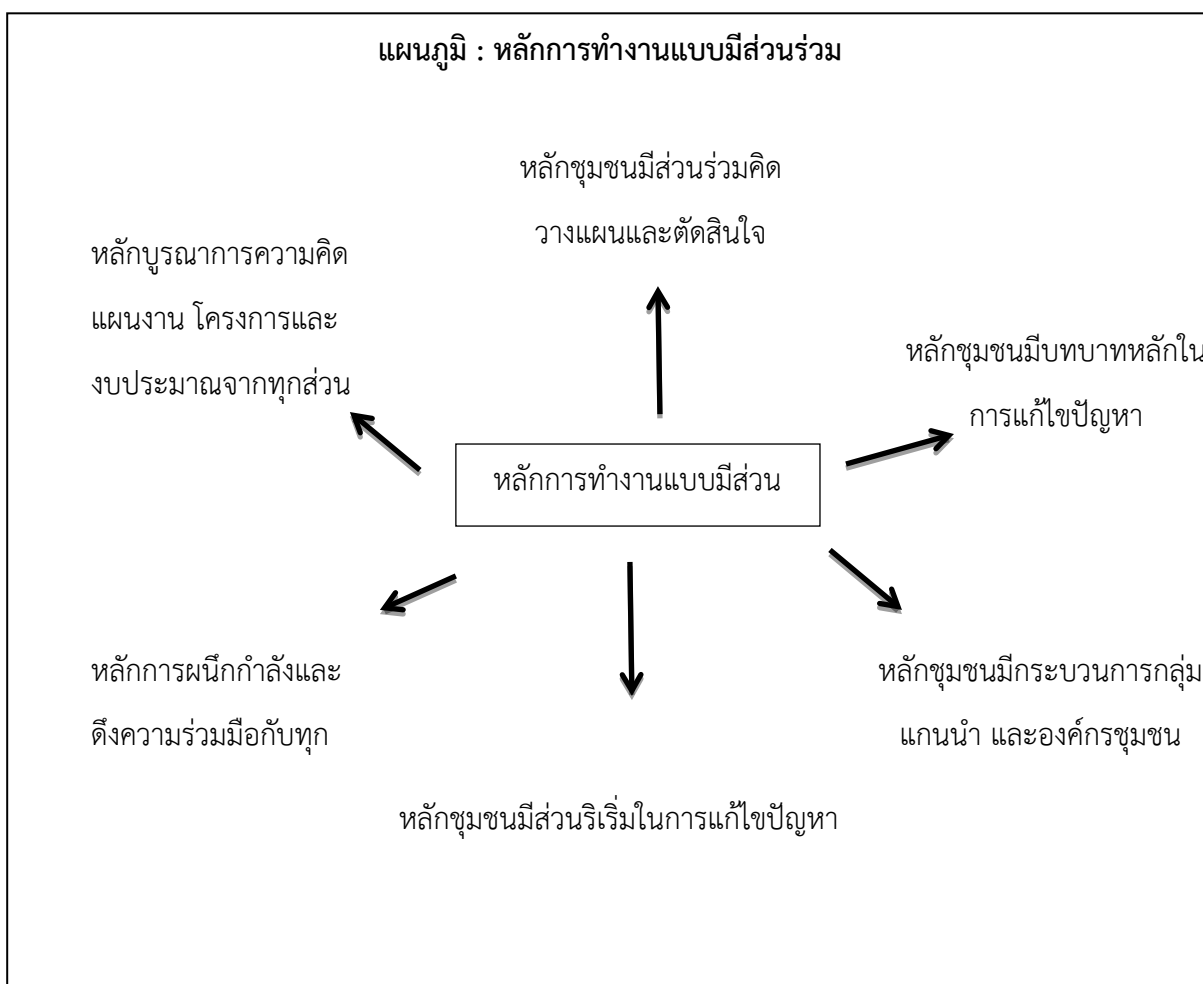 แผนภูมิ : หลักการทำงานแบบมีส่วนร่วม
หลักชุมชนมีส่วนร่วมคิด
วางแผนและตัดสินใจ
หลักบูรณาการความคิด
แผนงาน โครงการและ
งบประมาณจากทุกส่วน
หลักชุมชนมีบทบาทหลักใน
การแก้ไขปัญหา
หลักการทำงานแบบมีส่วน
หลักการผนึกกำลังและ
ดึงความร่วมมือกับทุก
หลักชุมชนมีกระบวนการกลุ่ม
แกนนำ และองค์กรชุมชน
หลักชุมชนมีส่วนริเริ่มในการแก้ไขปัญหา